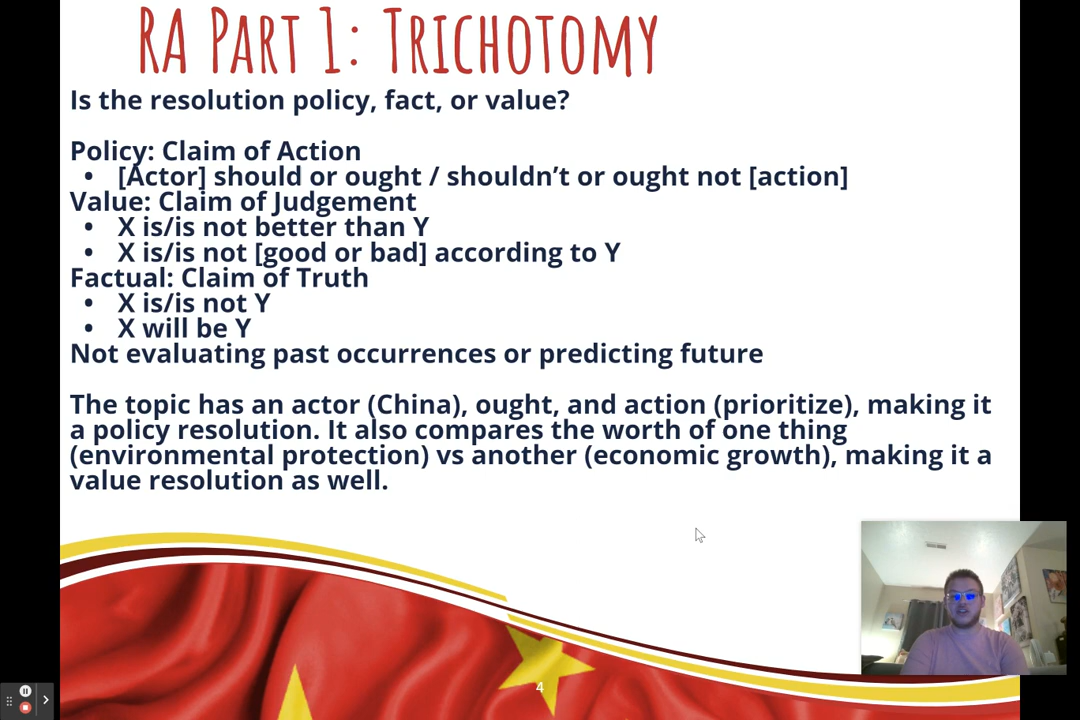 RA Part 1: Trichotomy
Is the resolution policy, fact, or value?
Policy: Claim of Action
• [Actor] should or ought / shouldn’t or ought not [action]
Value: Claim of Judgement
• X is/is not better than Y
• X is/is not [good or bad] according to Y
Factual: Claim of Truth
• X is/is not Y
• X will be Y
Not evaluating past occurrences or predicting future
The topic has an actor (China), ought, and action (prioritize), making it
a policy resolution. It also compares the worth of one thing
(environmental protection) vs another (economic growth), making it a
value resolution as well.
4